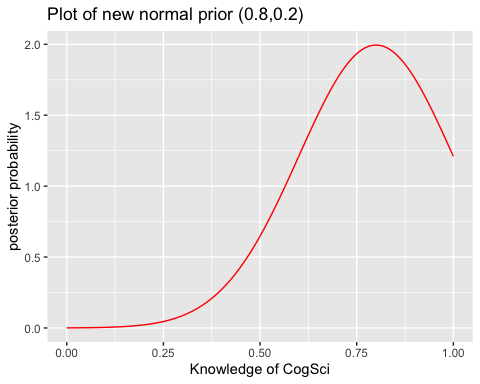 Plot of new normal prior (0.8,0.2)
posterior probability
2.0
1.5
1.0
0.5
0.0
0.00 0.25 0.50 0.75 1.00
Knowledge of CogSci